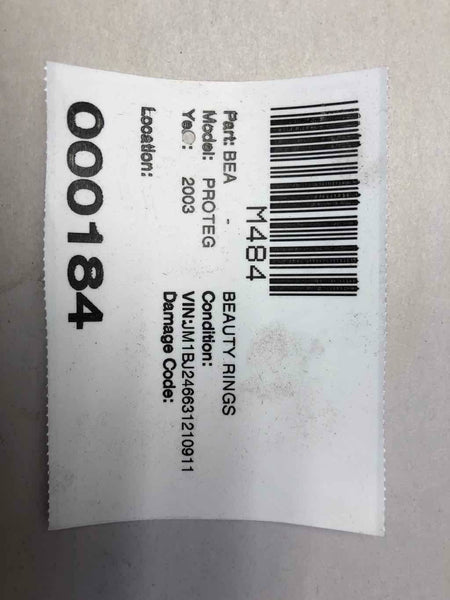 M484
Part: BEA - BEAUTY RINGS
Model: PROTEG Condition:
Year: 2003 VIN:JM1BJ246631210911
Damage Code:
Location:
000184